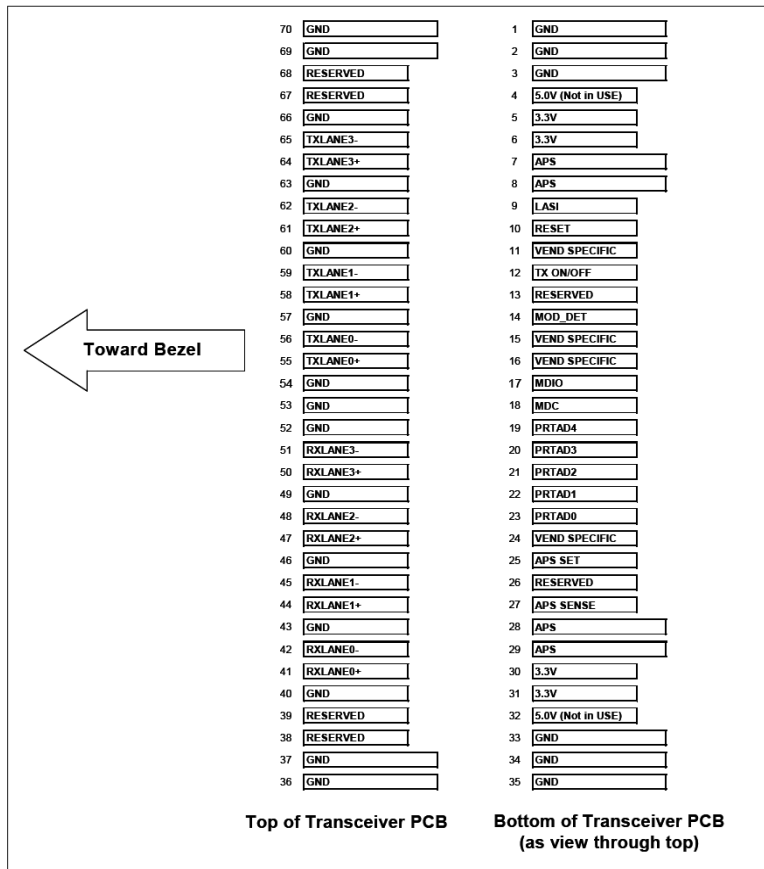 70 GND 1 GND
69 GND 2 GND
68 RESERVED 3 GND
67 RESERVED 4 5.0V (Not in USE)
66 GND 5 3.3V
65 TXLANE3- 6 3.3V
64 TXLANE3+ 7 APS
63 GND 8 APS
62 TXLANE2- 9 LASI
61 TXLANE2+ 10 RESET
60 GND 11 VEND SPECIFIC
59 TXLANE1- 12 TX ON/OFF
58 TXLANE1+ 13 RESERVED
57 GND 14 MOD_DET
56 TXLANE0- 15 VEND SPECIFIC
Toward Bezel
55 TXLANE0+ 16 VEND SPECIFIC
54 GND 17 MDIO
53 GND 18 MDC
52 GND 19 PRTAD4
51 RXLANE3- 20 PRTAD3
50 RXLANE3+ 21 PRTAD2
49 GND 22 PRTAD1
48 RXLANE2- 23 PRTAD0
47 RXLANE2+ 24 VEND SPECIFIC
46 GND 25 APS SET
45 RXLANE1- 26 RESERVED
44 RXLANE1+ 27 APS SENSE
43 GND 28 APS
42 RXLANE0- 29 APS
41 RXLANE0+ 30 3.3V
40 GND 31 3.3V
39 RESERVED 32 5.0V (Not in USE)
38 RESERVED 33 GND
37 GND 34 GND
36 GND 35 GND
Top of Transceiver PCB Bottom of Transceiver PCB
(as view through top)